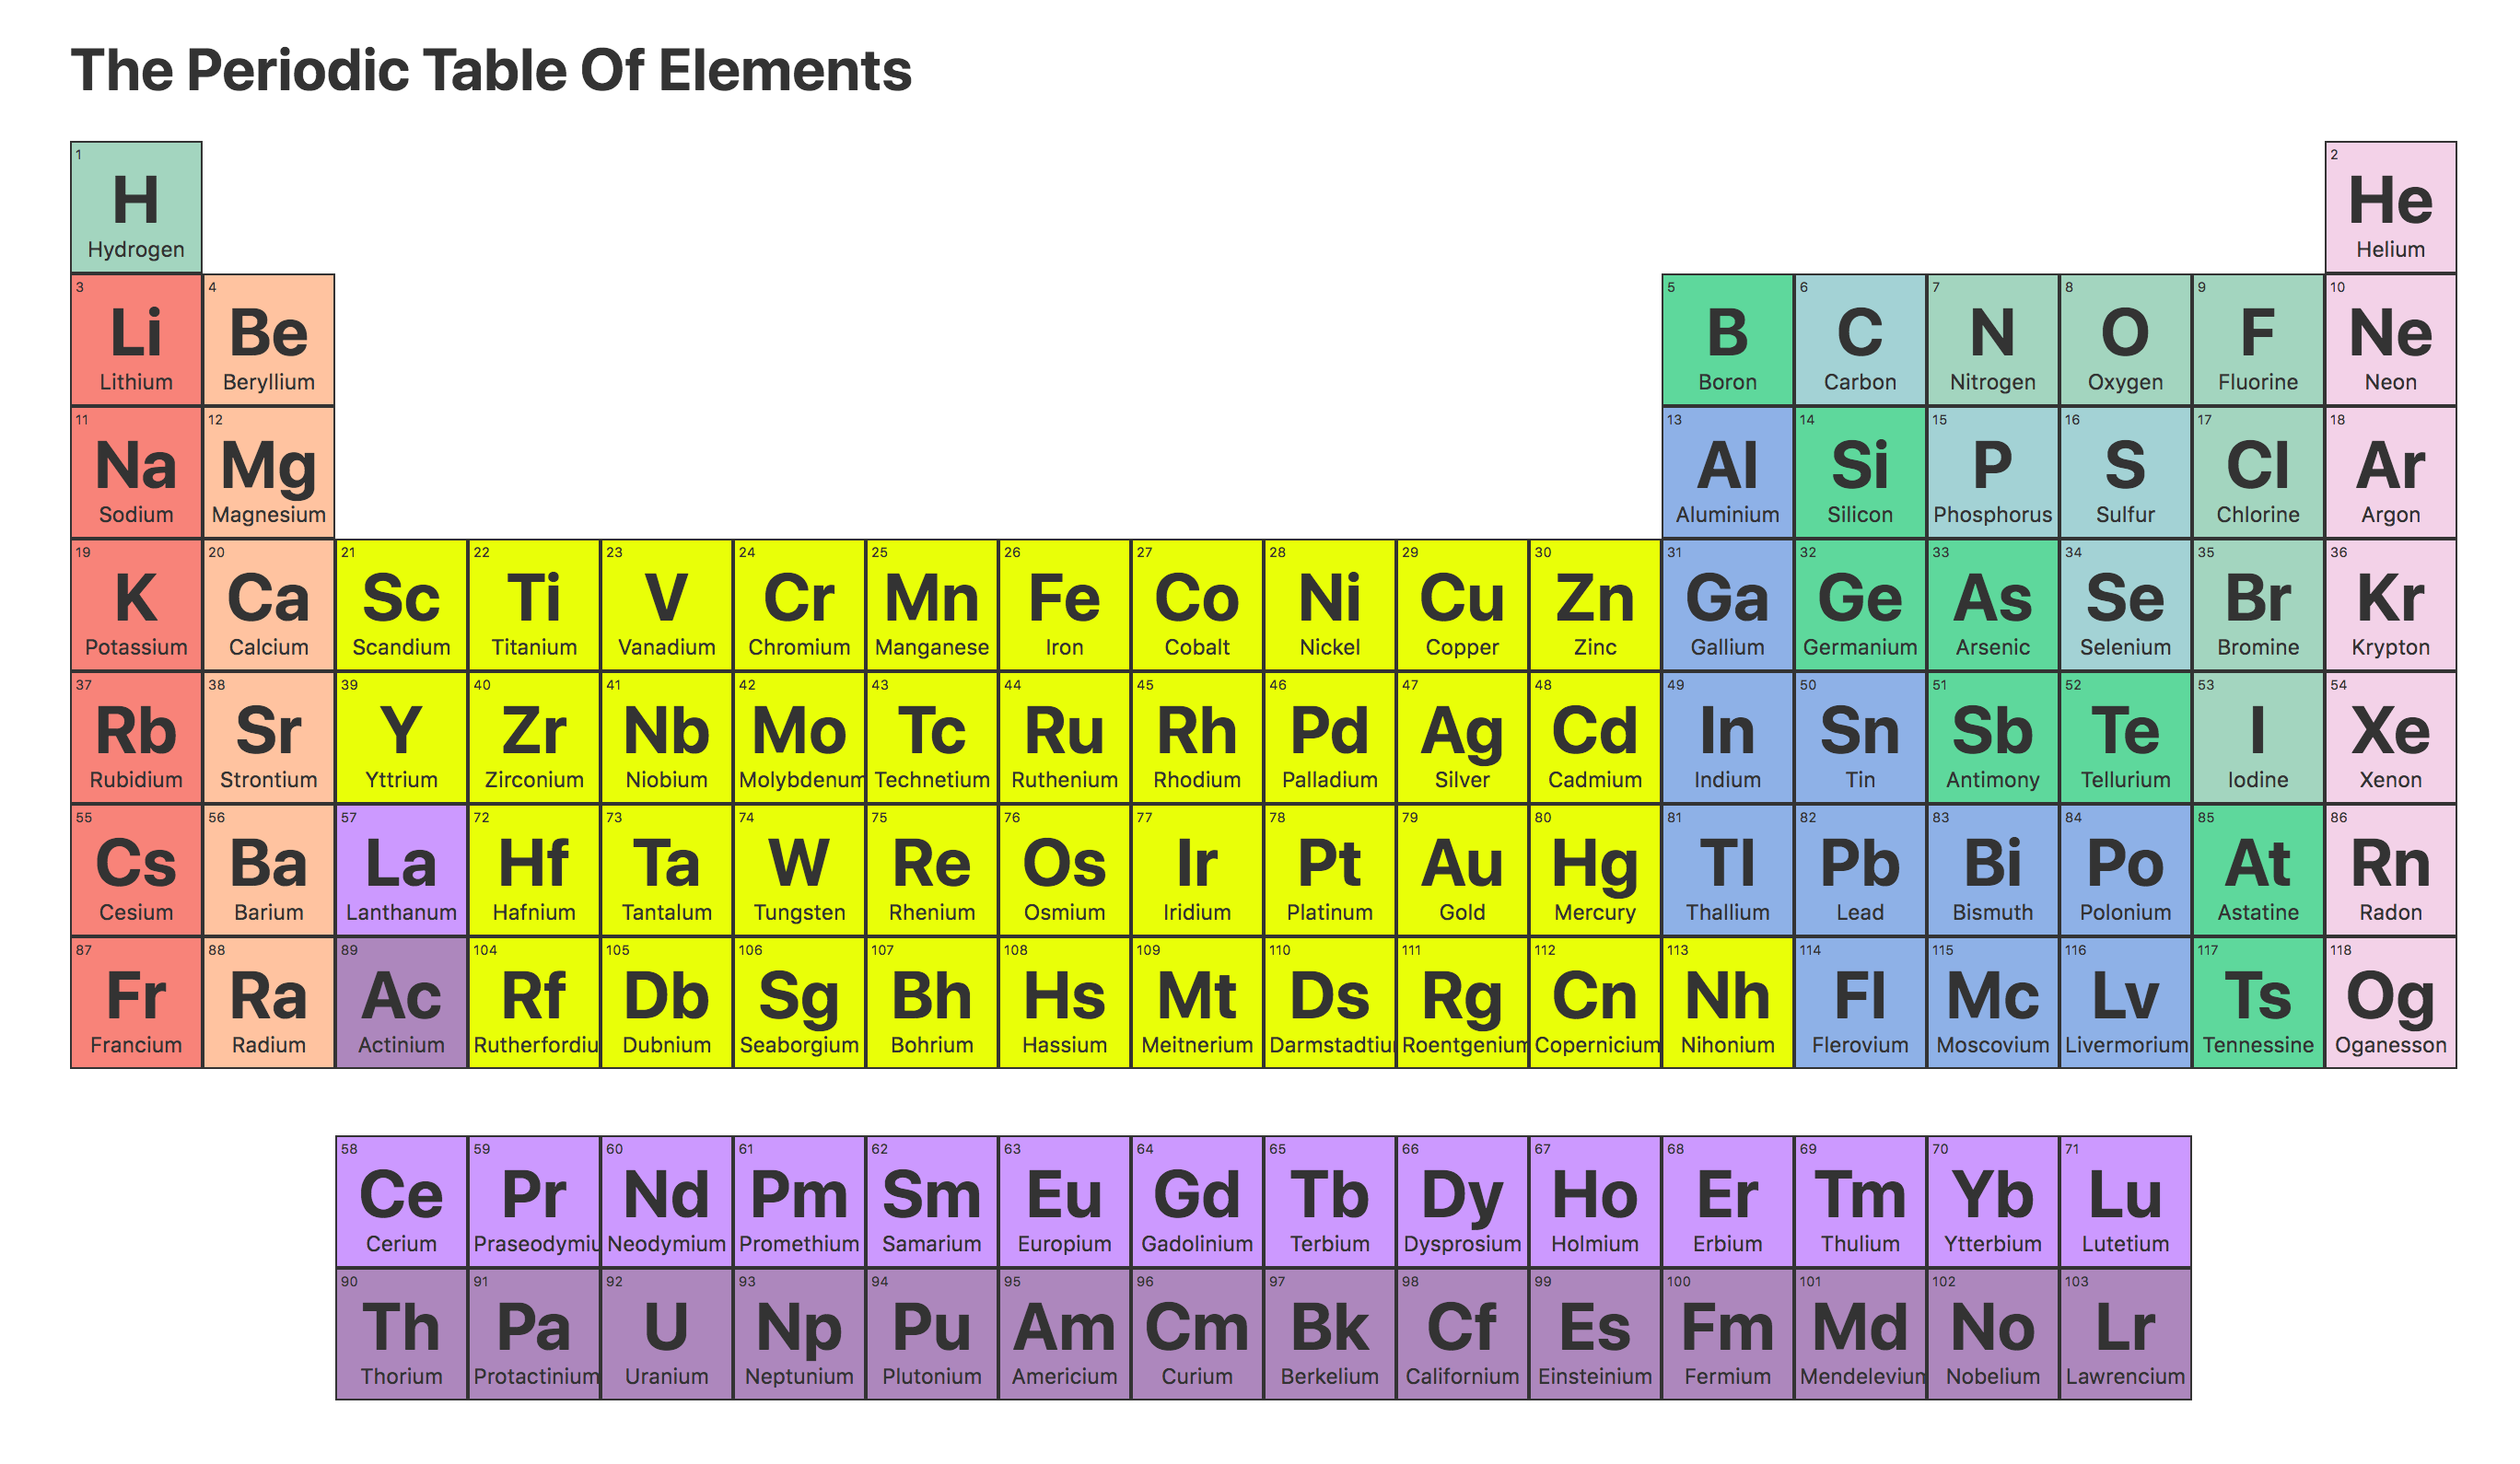 The Periodic Table Of Elements
1 2
H He
Hydrogen Helium
3 4 5 6 7 8 9 10
Li Be B C N O F Ne
Lithium Beryllium Boron Carbon Nitrogen Oxygen Fluorine Neon
11 12 13 14 15 16 17 18
Na Mg Al Si P S Cl Ar
Sodium Magnesium Aluminium Silicon Phosphorus Sulfur Chlorine Argon
19 20 21 22 23 24 25 26 27 28 29 30 31 32 33 34 35 36
K Ca Sc Ti V Cr Mn Fe Co Ni Cu Zn Ga Ge As Se Br Kr
Potassium Calcium Scandium Titanium Vanadium Chromium Manganese Iron Cobalt Nickel Copper Zinc Gallium Germanium Arsenic Selenium Bromine Krypton
37 38 39 40 41 42 43 44 45 46 47 48 49 50 51 52 53 54
Rb Sr Y Zr Nb Mo Tc Ru Rh Pd Ag Cd In Sn Sb Te I Xe
Rubidium Strontium Yttrium Zirconium Niobium Molybdenum Technetium Ruthenium Rhodium Palladium Silver Cadmium Indium Tin Antimony Tellurium Iodine Xenon
55 56 57 72 73 74 75 76 77 78 79 80 81 82 83 84 85 86
Cs Ba La Hf Ta W Re Os Ir Pt Au Hg Tl Pb Bi Po At Rn
Cesium Barium Lanthanum Hafnium Tantalum Tungsten Rhenium Osmium Iridium Platinum Gold Mercury Thallium Lead Bismuth Polonium Astatine Radon
87 88 89 104 105 106 107 108 109 110 111 112 113 114 115 116 117 118
Fr Ra Ac Rf Db Sg Bh Hs Mt Ds Rg Cn Nh Fl Mc Lv Ts Og
Francium Radium Actinium Rutherfordiu Dubnium Seaborgium Bohrium Hassium Meitnerium Darmstadtiu Roentgenium Copernicium Nihonium Flerovium Moscovium Livermorium Tennessine Oganesson
58 59 60 61 62 63 64 65 66 67 68 69 70 71
Ce Pr Nd Pm Sm Eu Gd Tb Dy Ho Er Tm Yb Lu
Cerium Praseodymiu Neodymium Promethium Samarium Europium Gadolinium Terbium Dysprosium Holmium Erbium Thulium Ytterbium Lutetium
90 91 92 93 94 95 96 97 98 99 100 101 102 103
Th Pa U Np Pu Am Cm Bk Cf Es Fm Md No Lr
Thorium Protactinium Uranium Neptunium Plutonium Americium Curium Berkelium Californium Einsteinium Fermium Mendelevium Nobelium Lawrencium